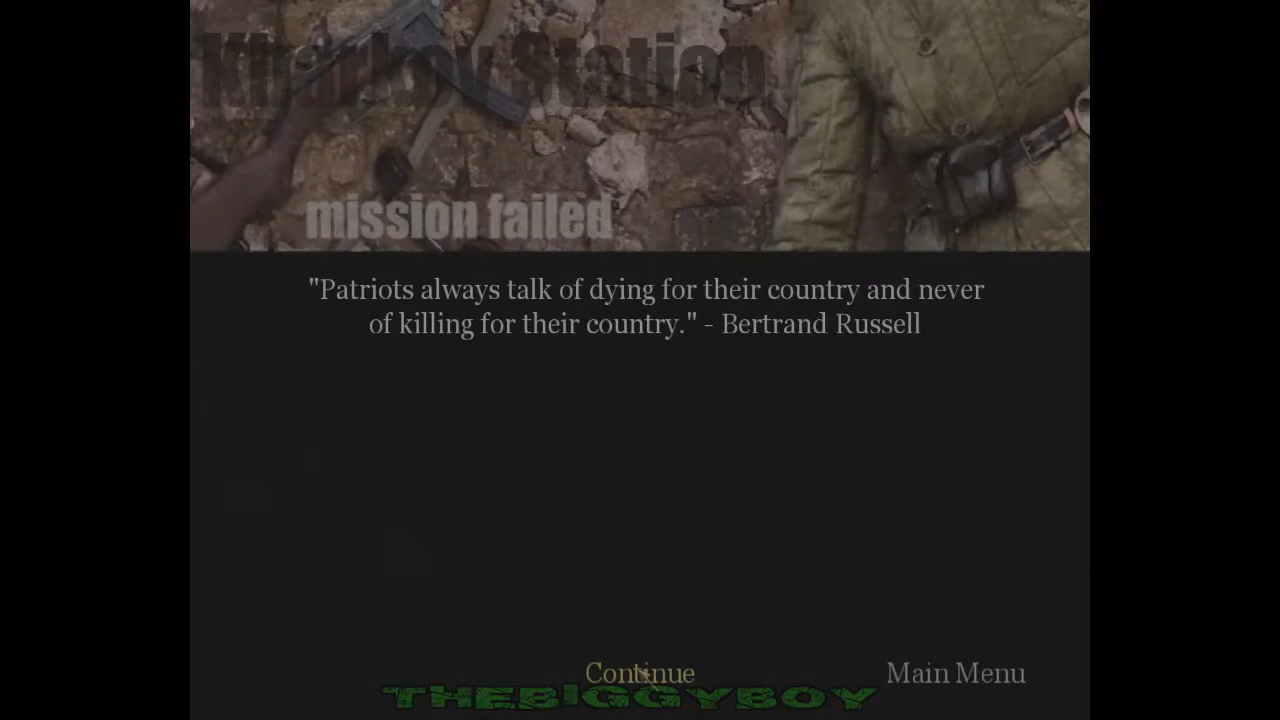 Kharkov Station
mission failed
"Patriots always talk of dying for their country and never
of killing for their country." - Bertrand Russell
Continue
Main Menu
THEBIGGYBOY